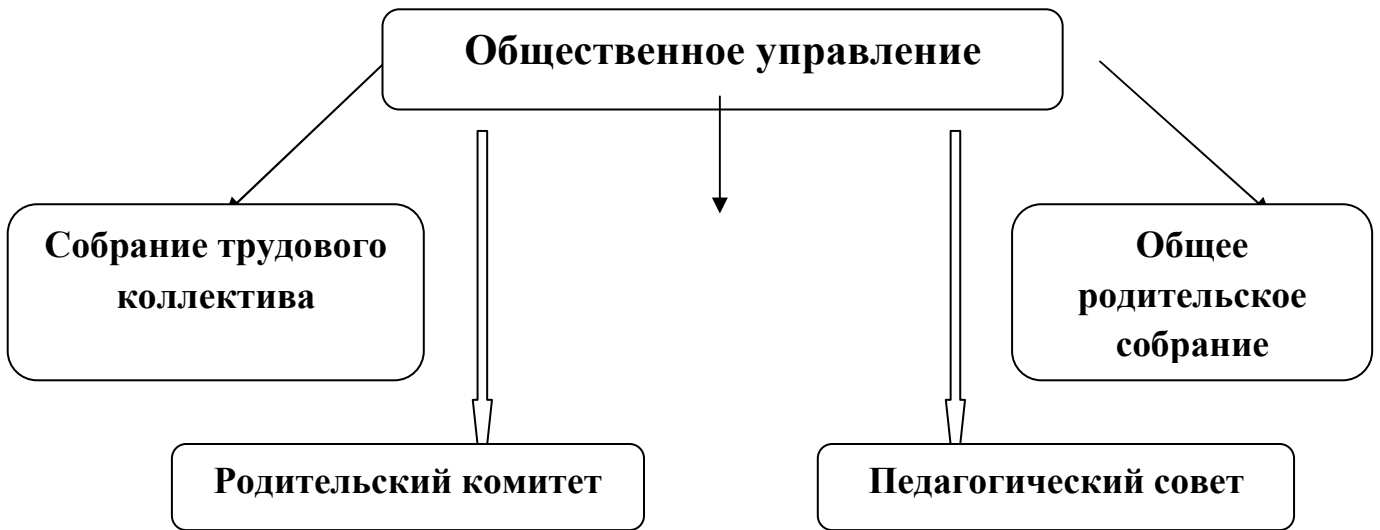 Общественное управление
Собрание трудового
коллектива
Общее
родительское
собрание
Родительский комитет
Педагогический совет